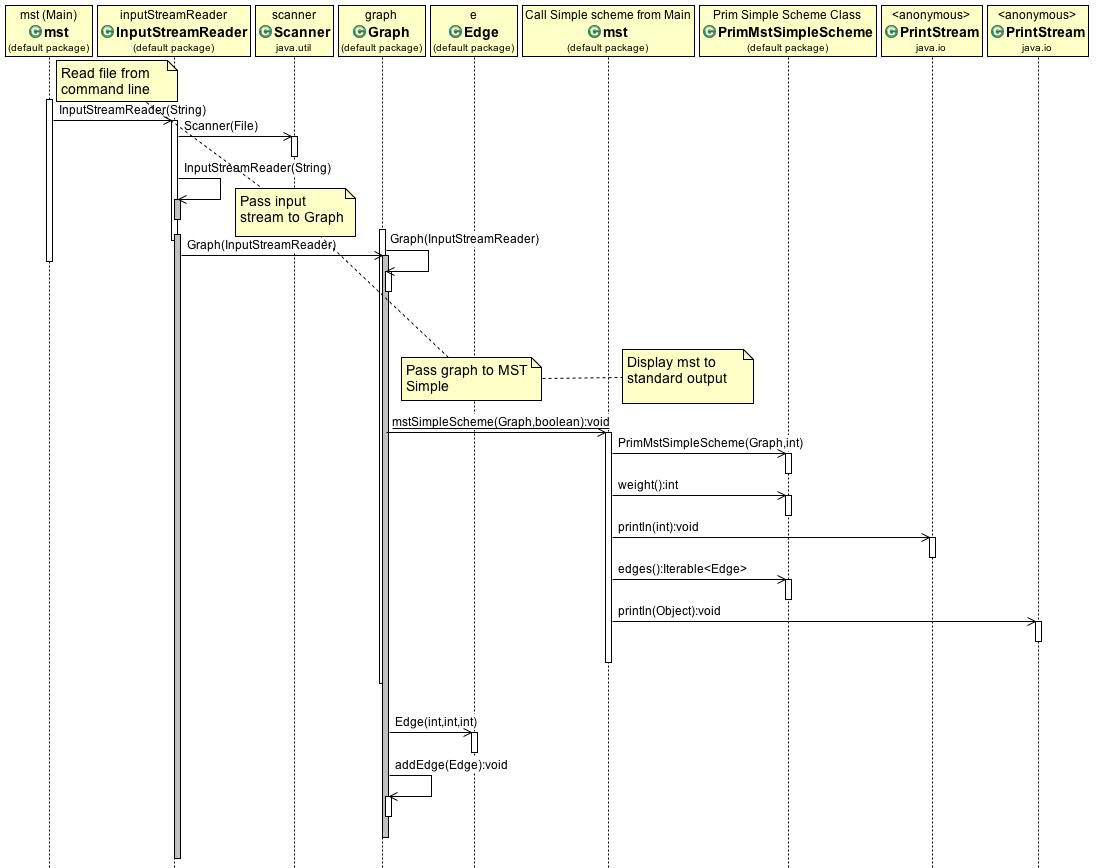 mst (Main)
mst
(default package)
inputStreamReader
InputStreamReader
(default package)
scanner
Scanner
java.util
graph
Graph
(default package)
e
Edge
(default package)
Call Simple scheme from Main
mst
(default package)
Prim Simple Scheme Class
PrimMstSimpleScheme
(default package)
<anonymous>
PrintStream
java.io
<anonymous>
PrintStream
java.io
Read file from
command line
InputStreamReader(String)
Scanner(File)
InputStreamReader(String)
Pass input
stream to Graph
Graph(InputStreamReader)
Graph(InputStreamReader)
Pass graph to MST
Simple
Display mst to
standard output
mstSimpleScheme(Graph,boolean):void
PrimMstSimpleScheme(Graph,int)
weight():int
println(int):void
edges():Iterable<Edge>
println(Object):void
Edge(int,int,int)
addEdge(Edge):void